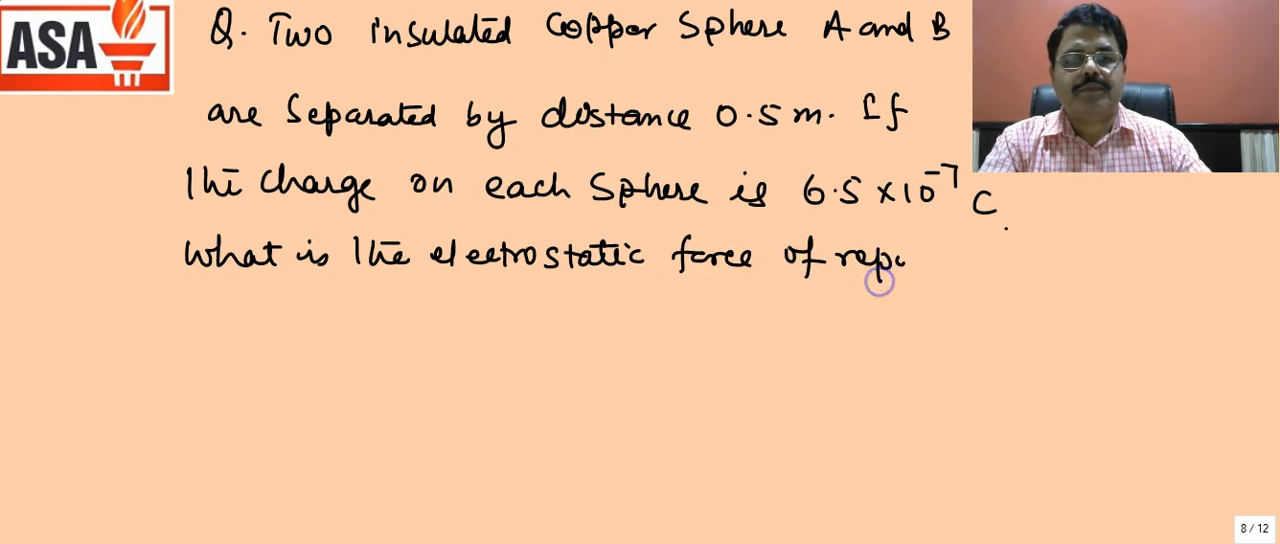 ASA
Q. Two insulated Copper Sphere A and B
are Separated by distance 0.5 m. If
the charge on each Sphere is 6.5 × 10⁻⁷ C.
What is the electrostatic force of repu
8 / 12